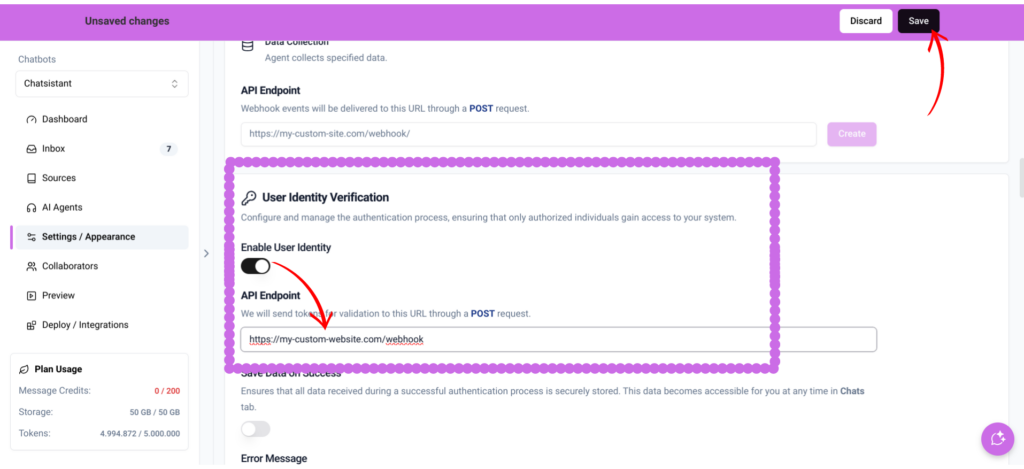 Unsaved changes
Discard
Save
Chatbots
Chatsistant
Dashboard
Inbox
7
Sources
AI Agents
Settings / Appearance
Collaborators
Preview
Deploy / Integrations
Plan Usage
Message Credits:
0 / 200
Storage:
50 GB / 50 GB
Tokens:
4.994.872 / 5.000.000
Data Collection
Agent collects specified data.
API Endpoint
Webhook events will be delivered to this URL through a POST request.
https://my-custom-site.com/webhook/
Create
User Identity Verification
Configure and manage the authentication process, ensuring that only authorized individuals gain access to your system.
Enable User Identity
API Endpoint
We will send tokens for validation to this URL through a POST request.
https://my-custom-website.com/webhook
Save Data on Success
Ensures that all data received during a successful authentication process is securely stored. This data becomes accessible for you at any time in Chats
tab.
Error Message